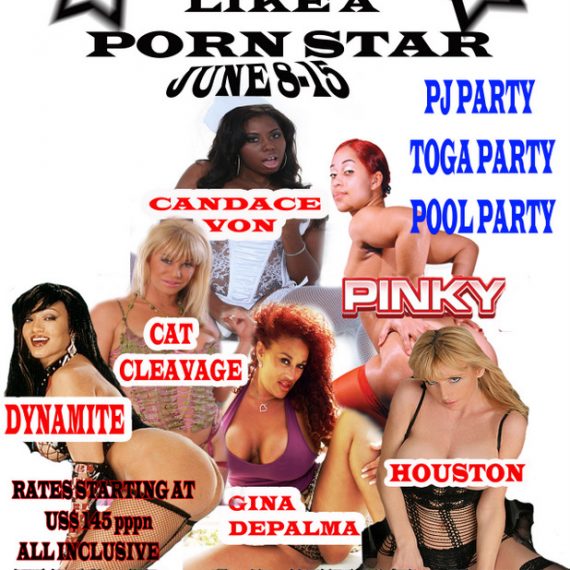 LIKE A
PORN STAR
JUNE 8-15
PJ PARTY
TOGA PARTY
POOL PARTY
CANDACE
VON
PINKY
CAT
CLEAVAGE
DYNAMITE
HOUSTON
GINA
DEPALMA
RATES STARTING AT
US$ 145 pppn
ALL INCLUSIVE